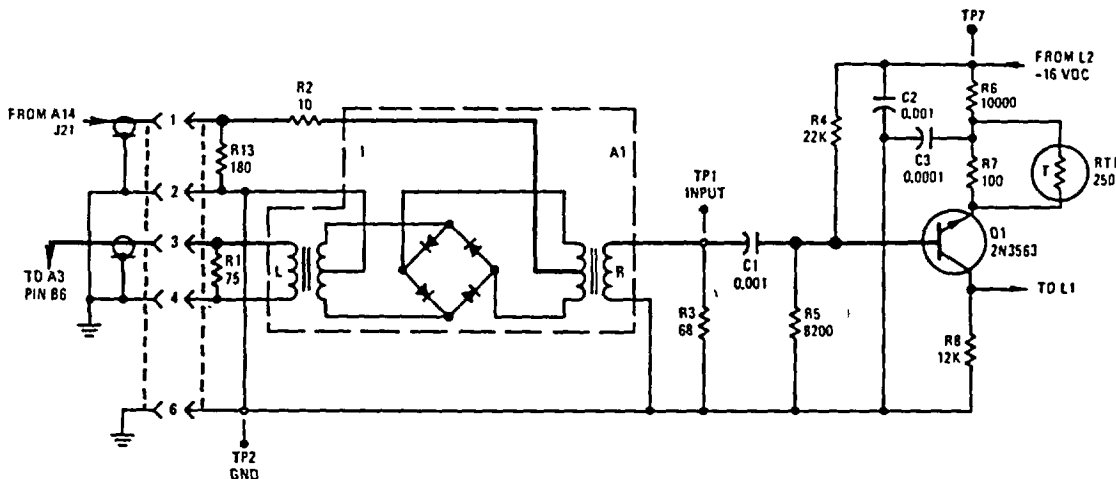 TP7
FROM L2
-16 VDC
R2
10
FROM A14
J21
1
R13
180
I
A1
R4
22K
C2
0.001
R6
10000
C3
0.0001
R7
100
T
RT1
250
2
TP1
INPUT
3
L
R
Q1
2N3563
TO A3
PIN B6
R1
75
C1
0.001
TO L1
4
R3
68
R5
8200
R8
12K
6
TP2
GND